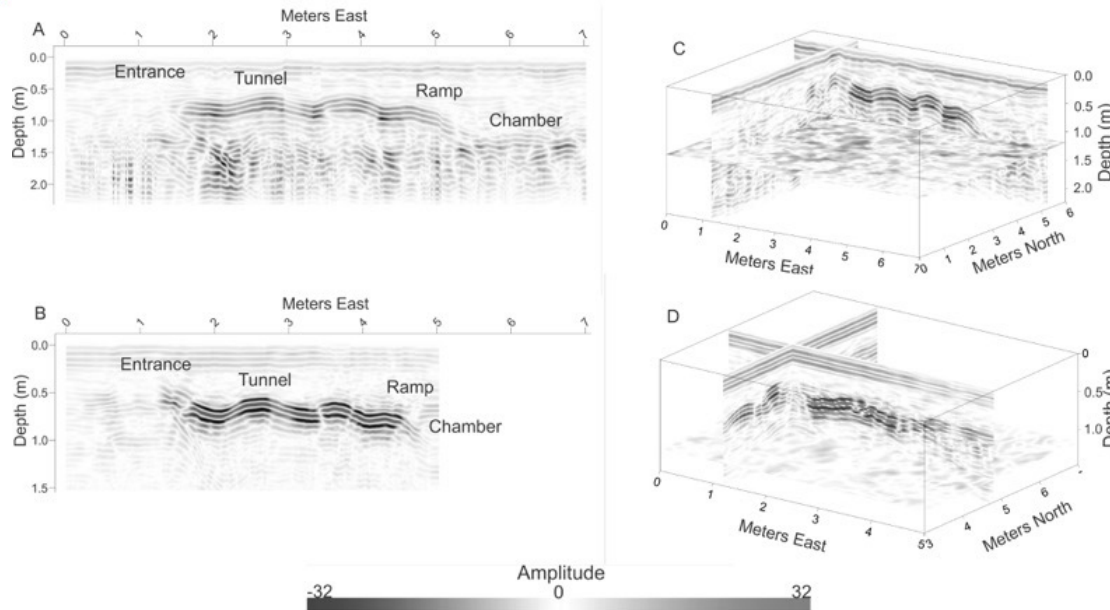 A
Meters East
0 1 2 3 4 5 6 7
Depth (m)
0.0
0.5
1.0
1.5
2.0
Entrance
Tunnel
Ramp
Chamber
B
Meters East
0 1 2 3 4 5 6 7
Depth (m)
0.0
0.5
1.0
1.5
Entrance
Tunnel
Ramp
Chamber
C
0.0
0.5
1.0
1.5
2.0
Depth (m)
0 1 2 3 4 5 6
Meters East
0 1 2 3 4 5 6
Meters North
D
0
0.5
1.0
Depth (m)
0 1 2 3 4 5
Meters East
3 4 5 6
Meters North
Amplitude
-32 0 32